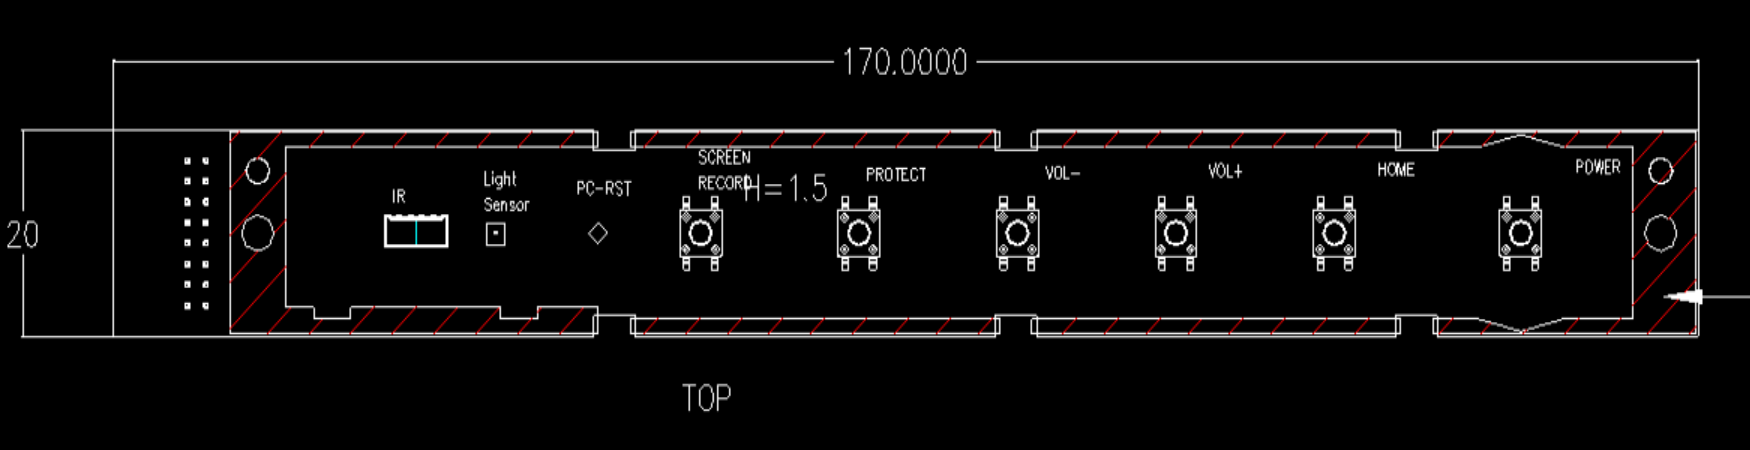 170.0000
20
IR
Light
Sensor
PC-RST
SCREEN
RECORD
H=1.5
PROTECT
VOL-
VOL+
HOME
POWER
TOP